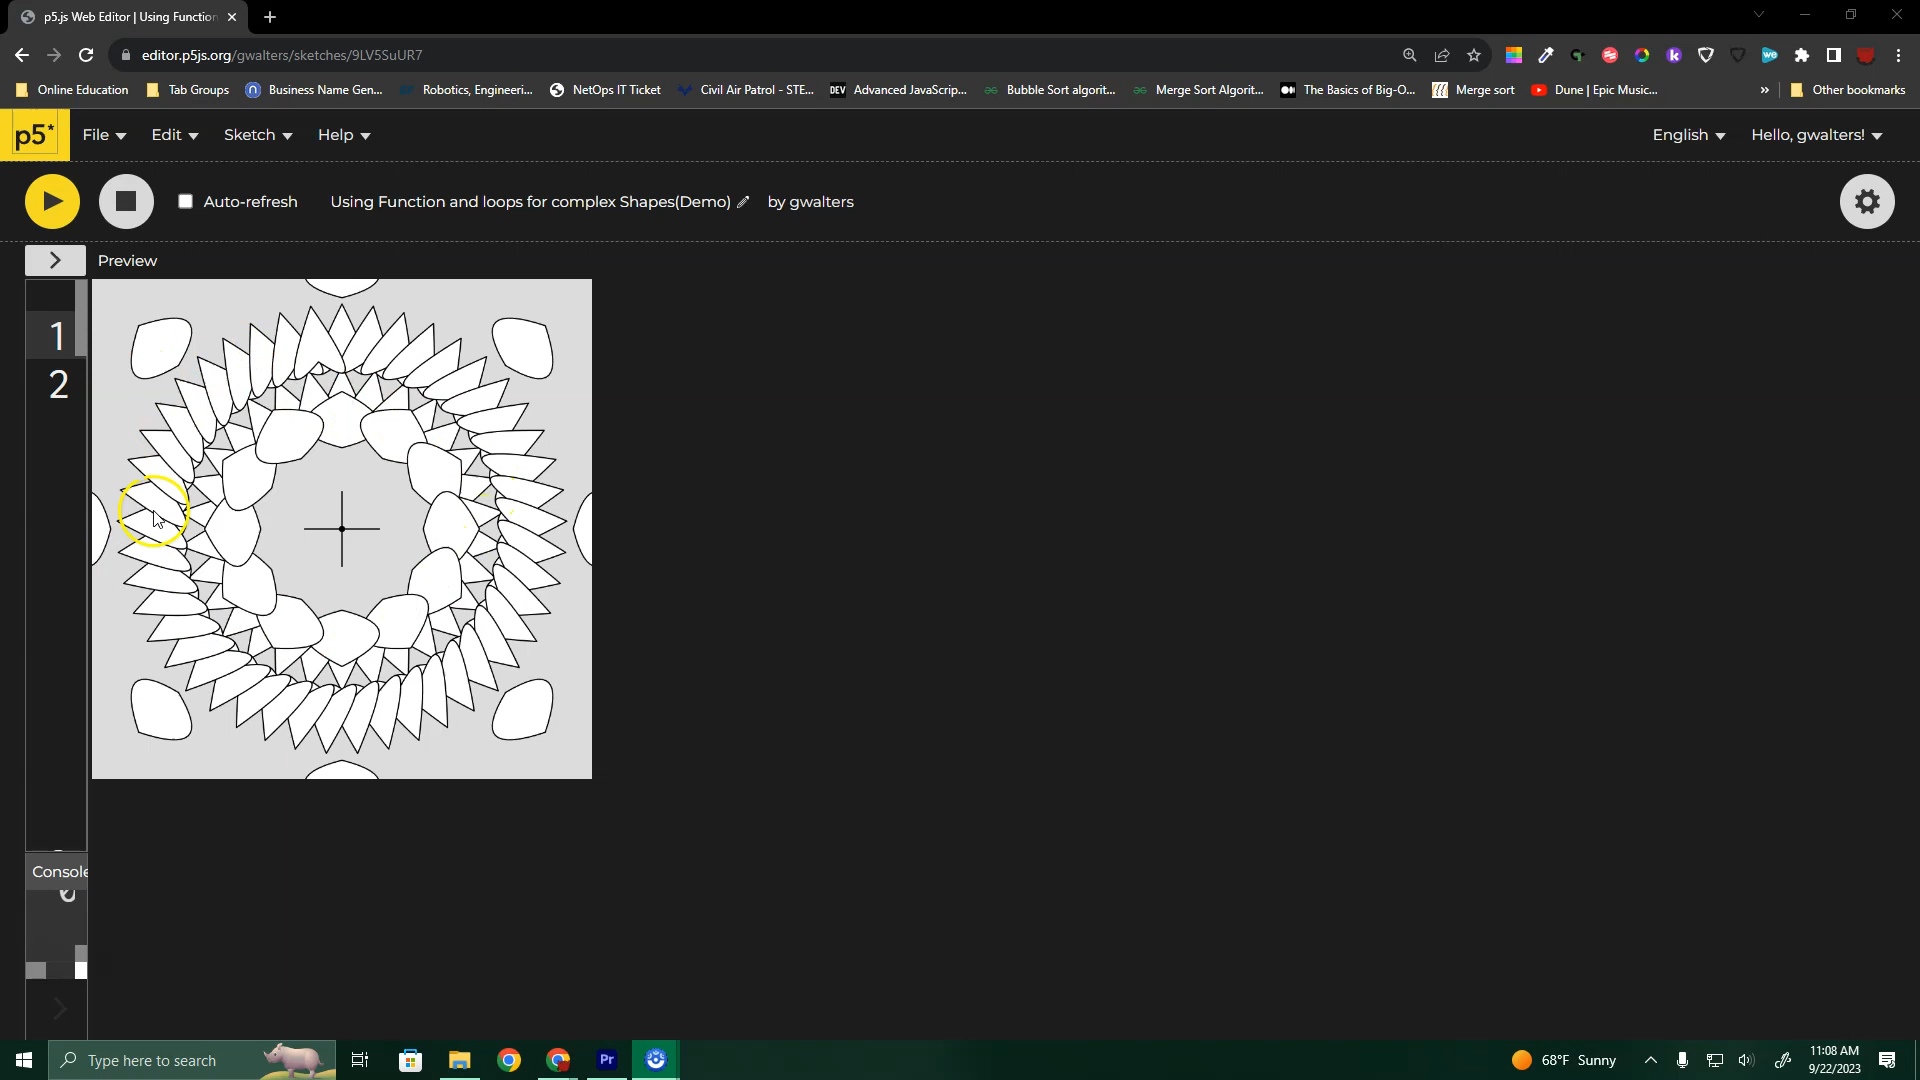 p5.js Web Editor | Using Function
editor.p5js.org/gwalters/sketches/9LV5SuUR7
Online Education Tab Groups Business Name Gen... Robotics, Engineeri... NetOps IT Ticket Civil Air Patrol - STE... DEV Advanced JavaScrip... Bubble Sort algorit... Merge Sort Algorit... The Basics of Big-O... Merge sort Dune | Epic Music... » Other bookmarks
p5* File Edit Sketch Help English Hello, gwalters!
Auto-refresh Using Function and loops for complex Shapes(Demo) by gwalters
Preview
1
2
Console
Type here to search Pr 68°F Sunny 11:08 AM
9/22/2023